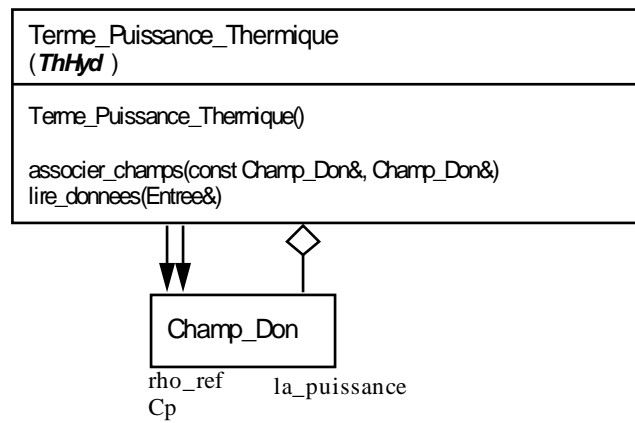 Terme_Puissance_Thermique
(ThHyd )
Terme_Puissance_Thermique()
associer_champs(const Champ_Don&, Champ_Don&)
lire_donnees(Entree&)
Champ_Don
rho_ref
la_puissance
Cp